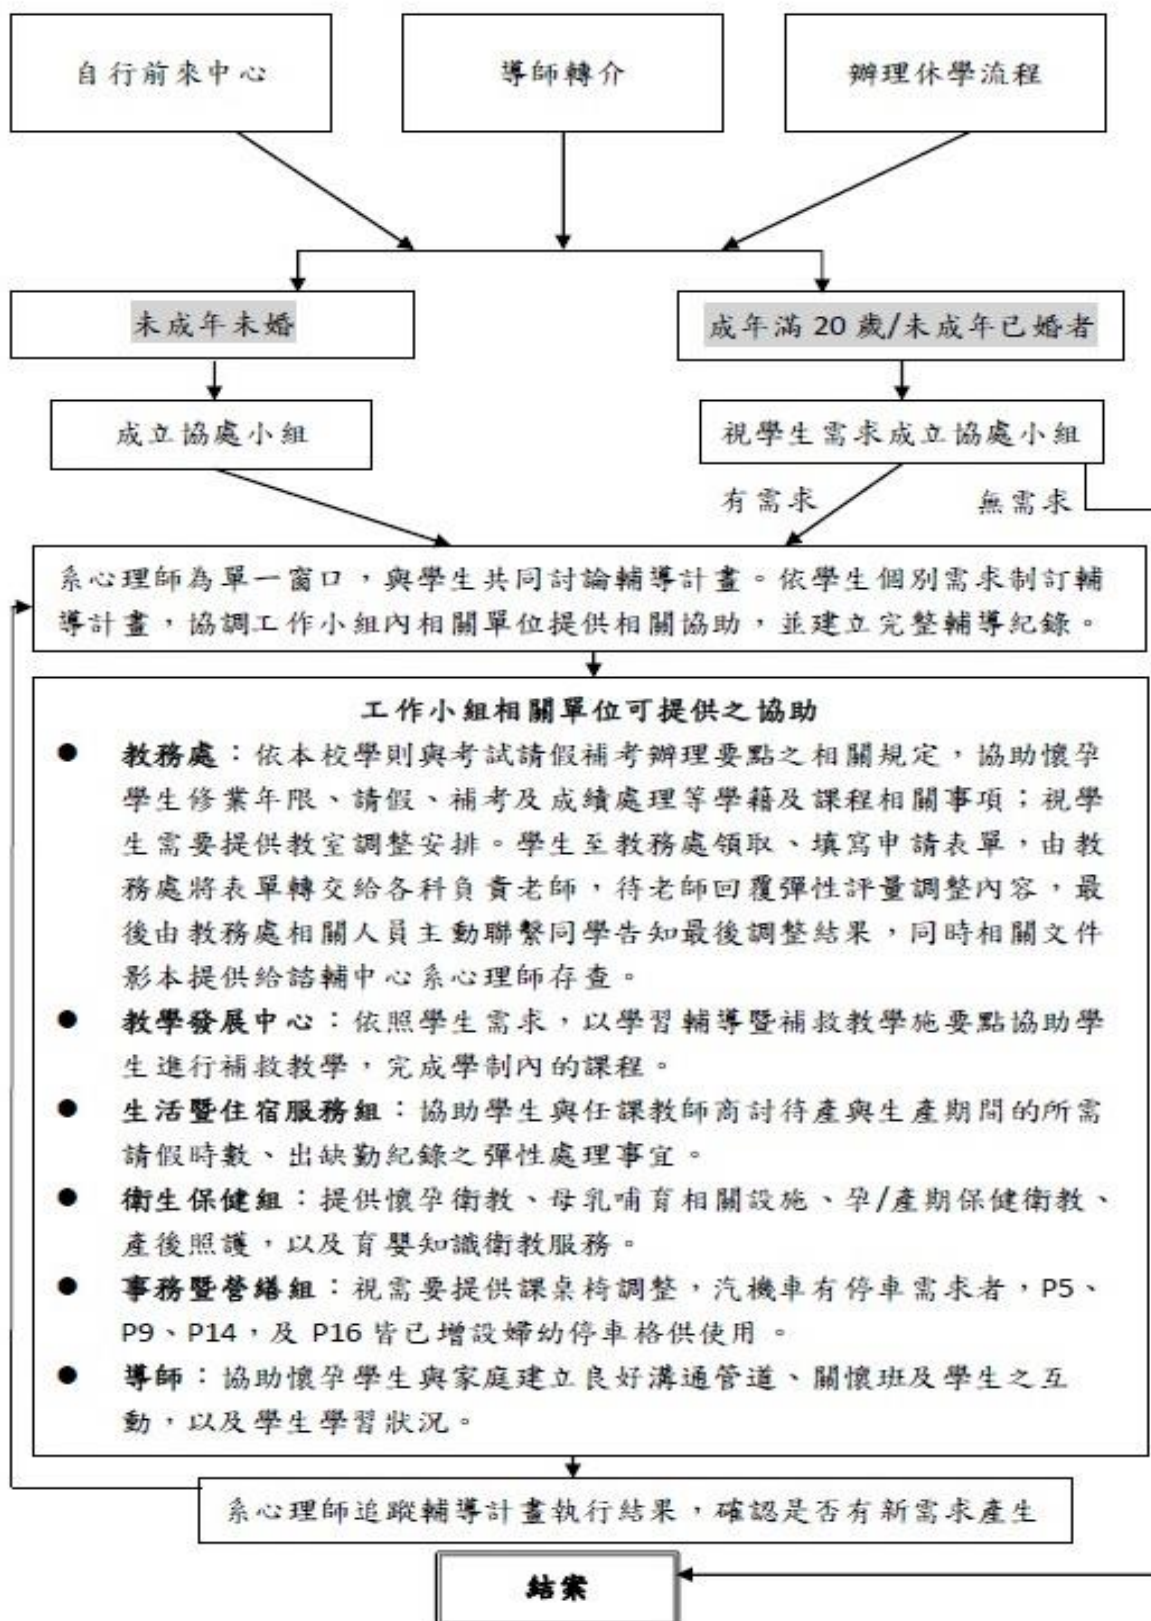 自行前來中心
導師轉介
辦理休學流程
未成年未婚
成年滿 20 歲/未成年已婚者
成立協處小組
視學生需求成立協處小組
有需求
無需求
系心理師為單一窗口，與學生共同討論輔導計畫。依學生個別需求制訂輔
導計畫，協調工作小組內相關單位提供相關協助，並建立完整輔導紀錄。
工作小組相關單位可提供之協助
● 教務處：依本校學則與考試請假補考辦理要點之相關規定，協助懷孕
學生修業年限、請假、補考及成績處理等學籍及課程相關事項；視學
生需要提供教室調整安排。學生至教務處領取、填寫申請表單，由教
務處將表單轉交給各科負責老師，待老師回覆彈性評量調整內容，最
後由教務處相關人員主動聯繫同學告知最後調整結果，同時相關文件
影本提供給諮輔中心系心理師存查。
● 教學發展中心：依照學生需求，以學習輔導暨補救教學施要點協助學
生進行補救教學，完成學制內的課程。
● 生活暨住宿服務組：協助學生與任課教師商討待產與生產期間的所需
請假時數、出缺勤紀錄之彈性處理事宜。
● 衛生保健組：提供懷孕衛教、母乳哺育相關設施、孕/產期保健衛教、
產後照護，以及育嬰知識衛教服務。
● 事務暨營繕組：視需要提供課桌椅調整，汽機車有停車需求者，P5、
P9、P14，及 P16 皆已增設婦幼停車格供使用。
● 導師：協助懷孕學生與家庭建立良好溝通管道、關懷班及學生之互
動，以及學生學習狀況。
系心理師追蹤輔導計畫執行結果，確認是否有新需求產生
結案